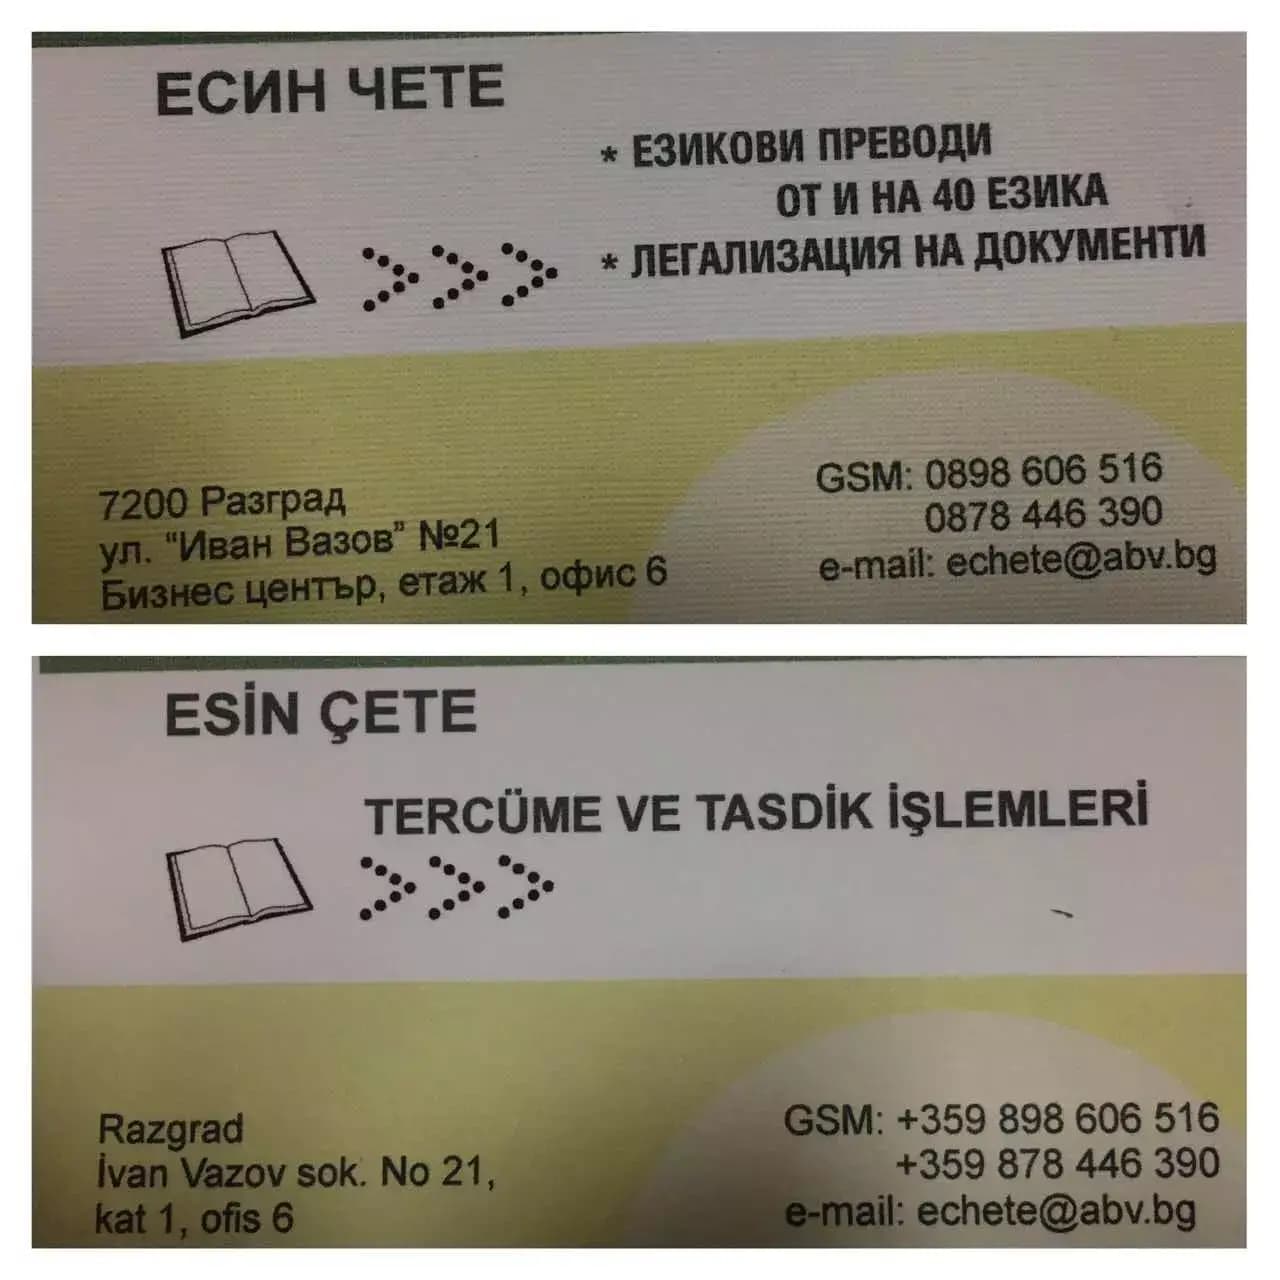 ЕСИН ЧЕТЕ
* ЕЗИКОВИ ПРЕВОДИ
ОТ И НА 40 ЕЗИКА
* ЛЕГАЛИЗАЦИЯ НА ДОКУМЕНТИ
7200 Разград
ул. "Иван Вазов" №21
Бизнес център, етаж 1, офис 6
GSM: 0898 606 516
0878 446 390
e-mail: echete@abv.bg
ESİN ÇETE
TERCÜME VE TASDİK İŞLEMLERİ
Razgrad
İvan Vazov sok. No 21,
kat 1, ofis 6
GSM: +359 898 606 516
+359 878 446 390
e-mail: echete@abv.bg